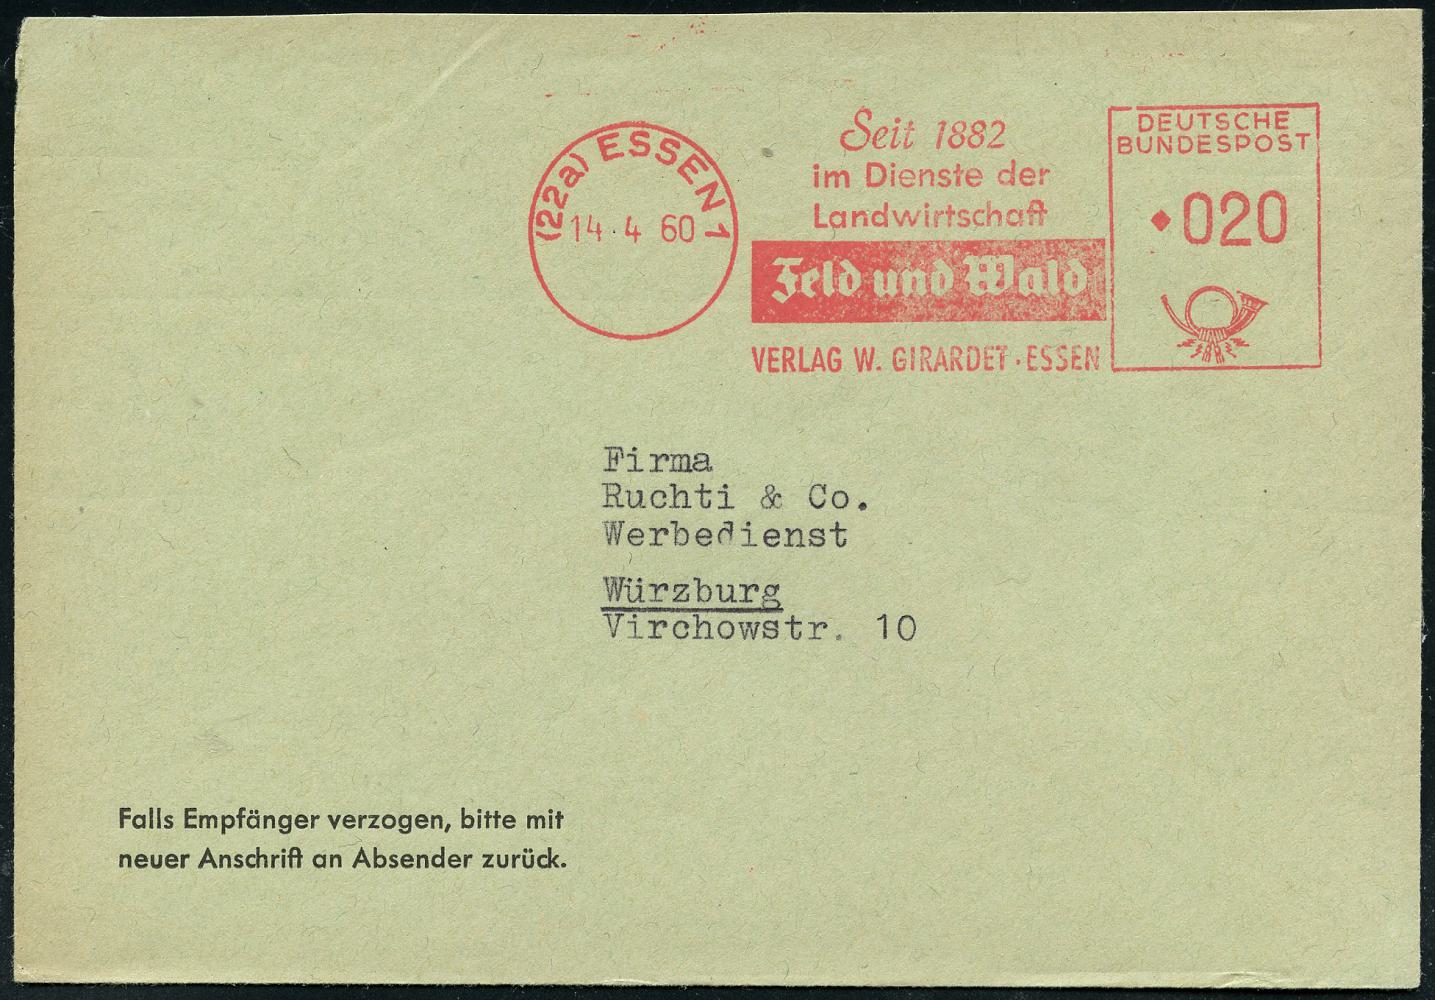 (22a) ESSEN 1
14.4 60
Seit 1882
im Dienste der
Landwirtschaft
Feld und Wald
VERLAG W. GIRARDET · ESSEN
DEUTSCHE
BUNDESPOST
020
Firma
Ruchti & Co.
Werbedienst
Würzburg
Virchowstr. 10
Falls Empfänger verzogen, bitte mit
neuer Anschrift an Absender zurück.